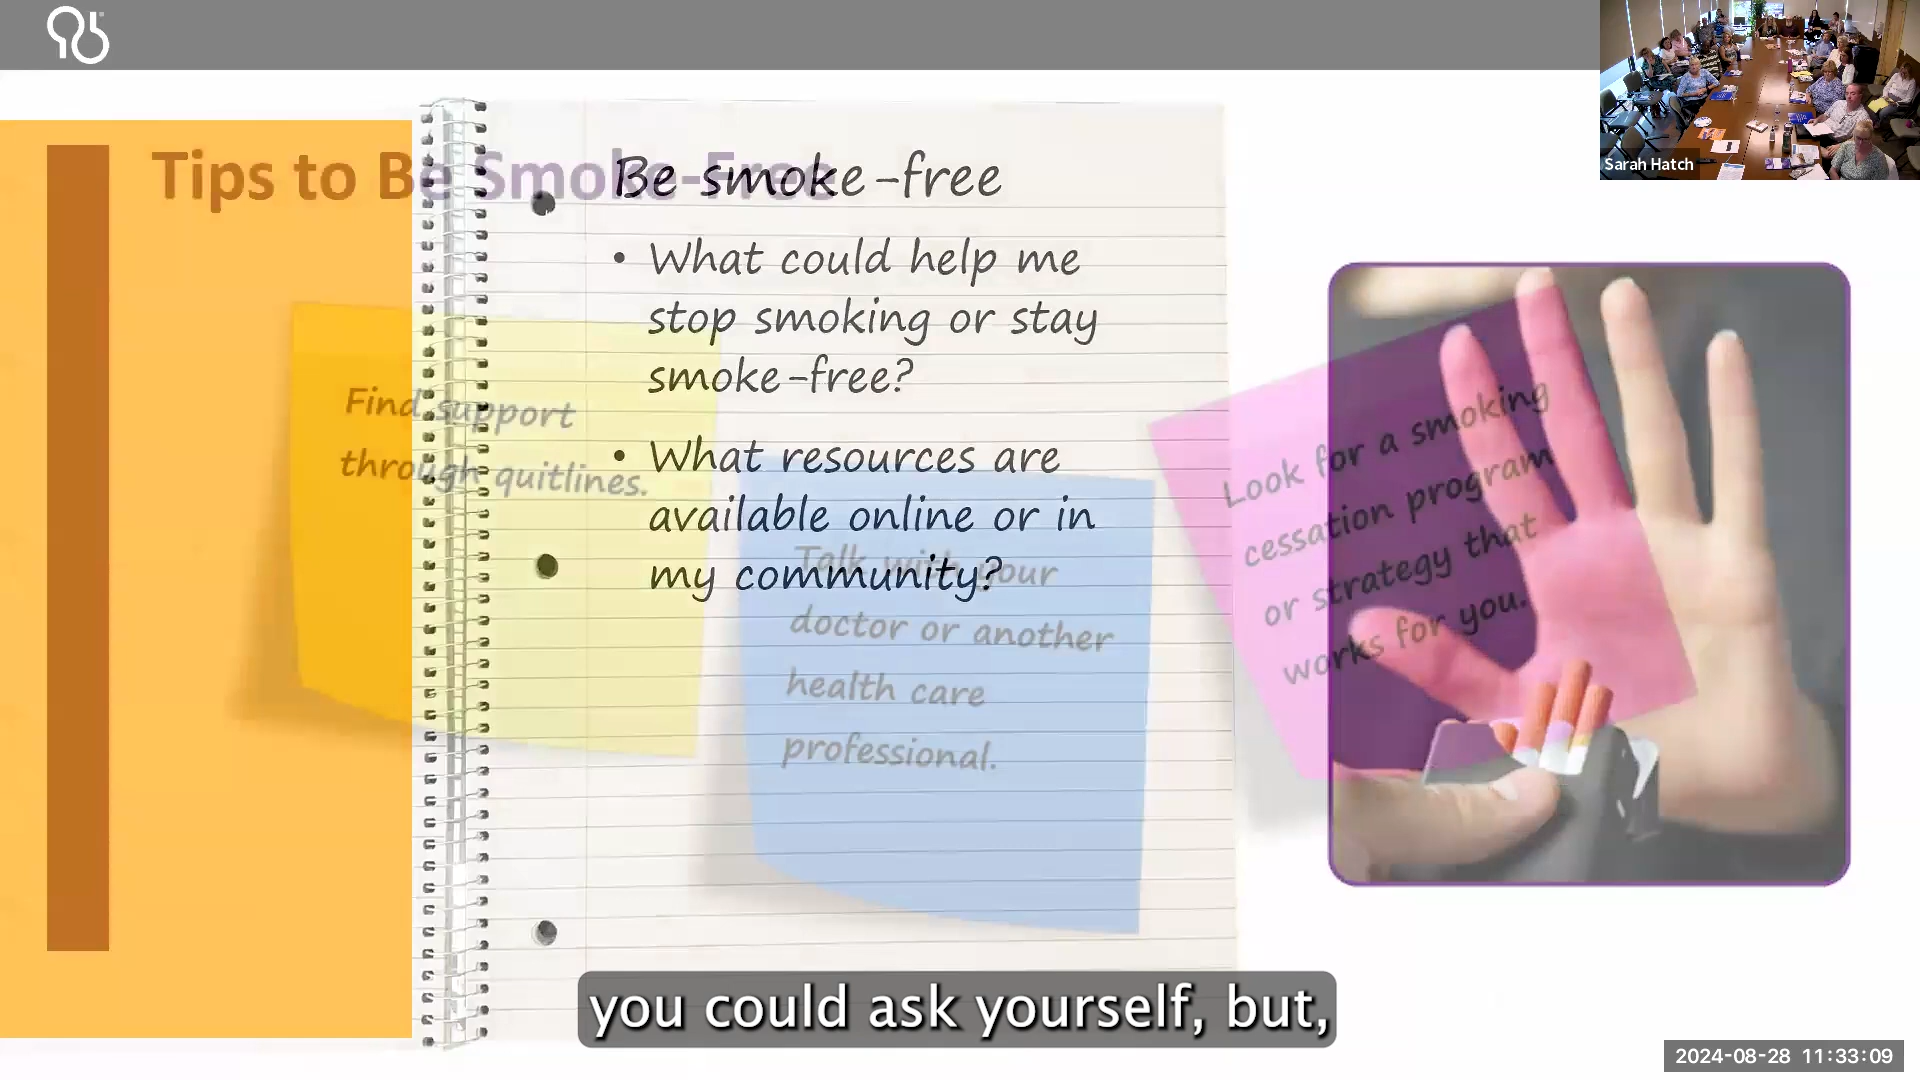 Sarah Hatch
Tips to Be Smoke-Free
Be smoke-free
• What could help me
stop smoking or stay
smoke-free?
• What resources are
available online or in
my community?
Find support
through quitlines.
Talk with your
doctor or another
health care
professional.
Look for a smoking
cessation program
or strategy that
works for you.
you could ask yourself, but,
2024-08-28 11:33:09